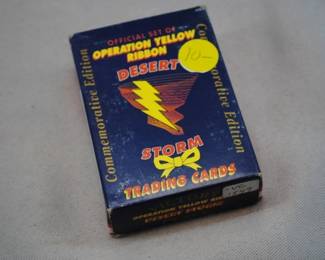 OFFICIAL SET OF
OPERATION YELLOW
RIBBON
10-
DESERT
STORM
TRADING CARDS
Commemorative Edition
Commemorative Edition
OPERATION YELLOW RIBBON